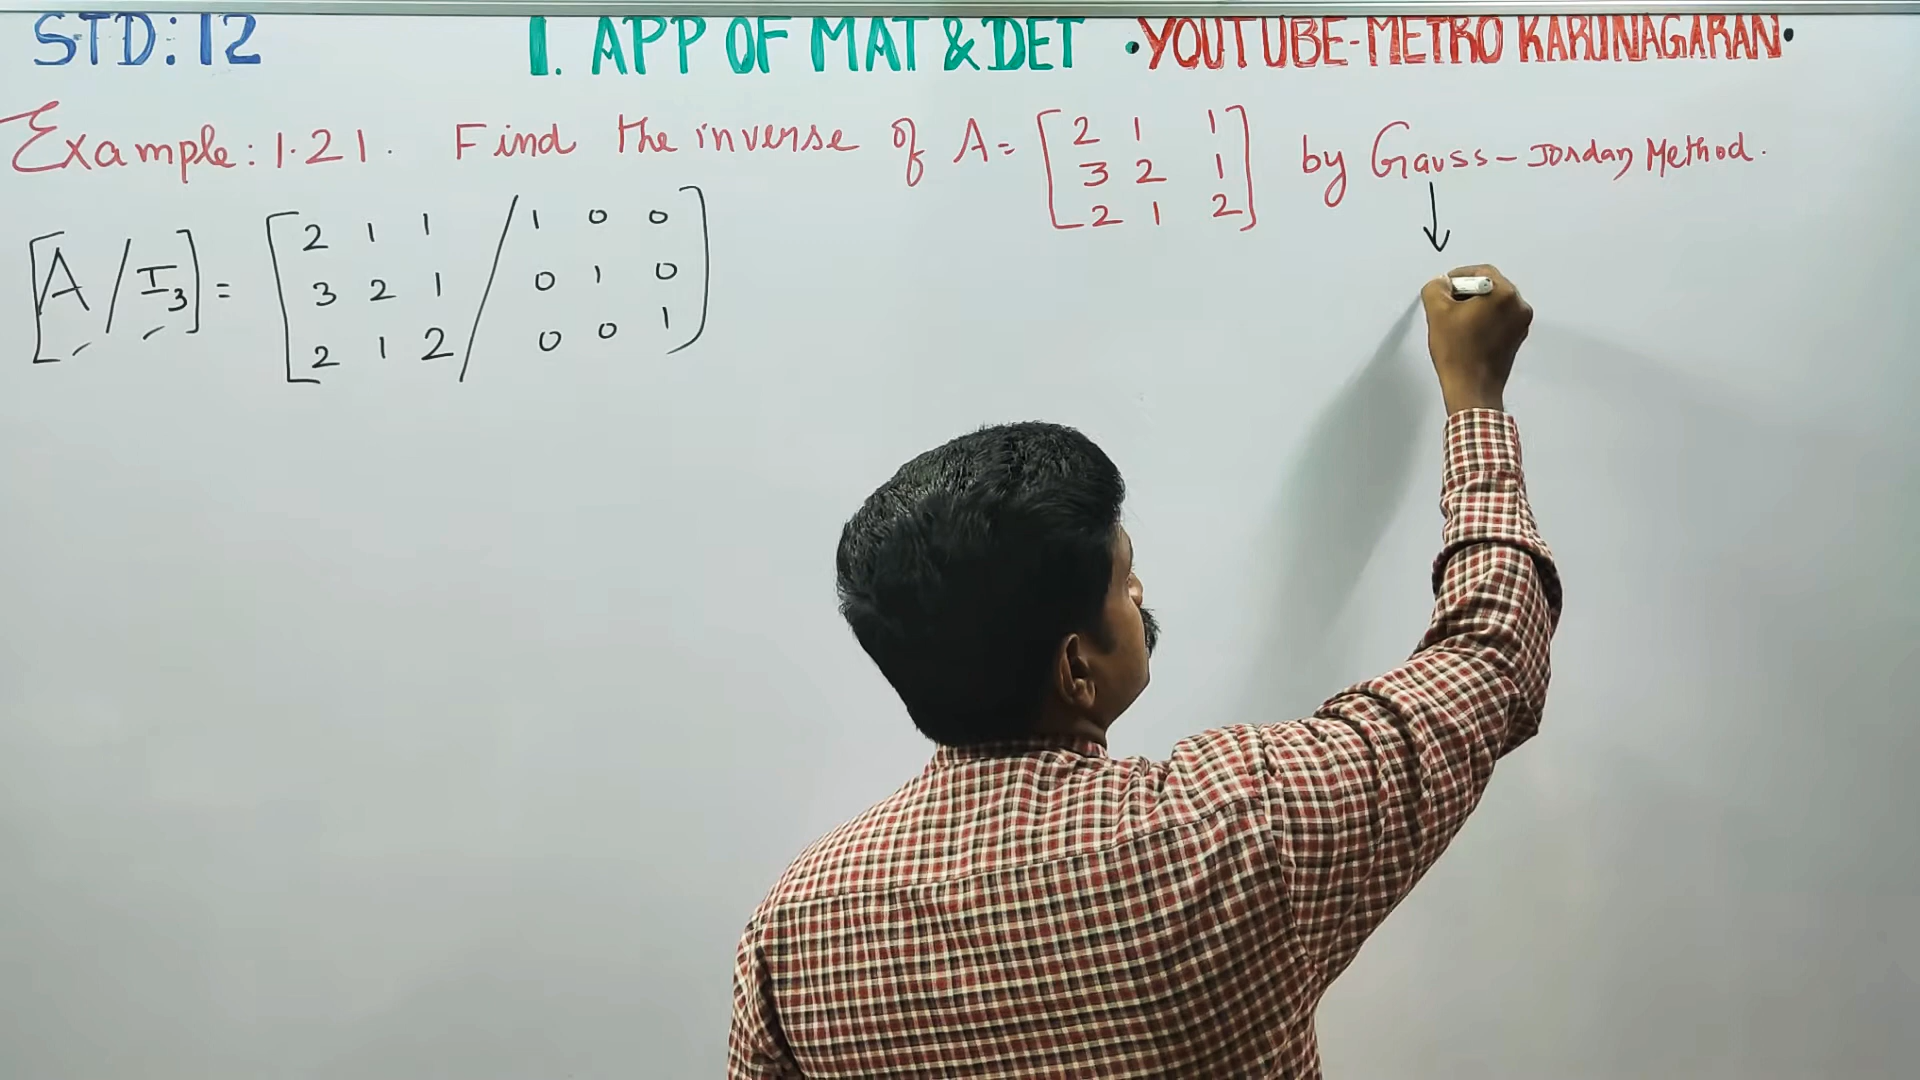 STD: 12 1. APP OF MAT & DET •YOUTUBE-METRO KARUNAGARAN•
Example: 1.21. Find the inverse of A= [2 1 1 by Gauss-Jordan Method.
3 2 1
2 1 2]
[A/I₃] = [2 1 1 / 1 0 0
3 2 1 / 0 1 0
2 1 2 / 0 0 1]